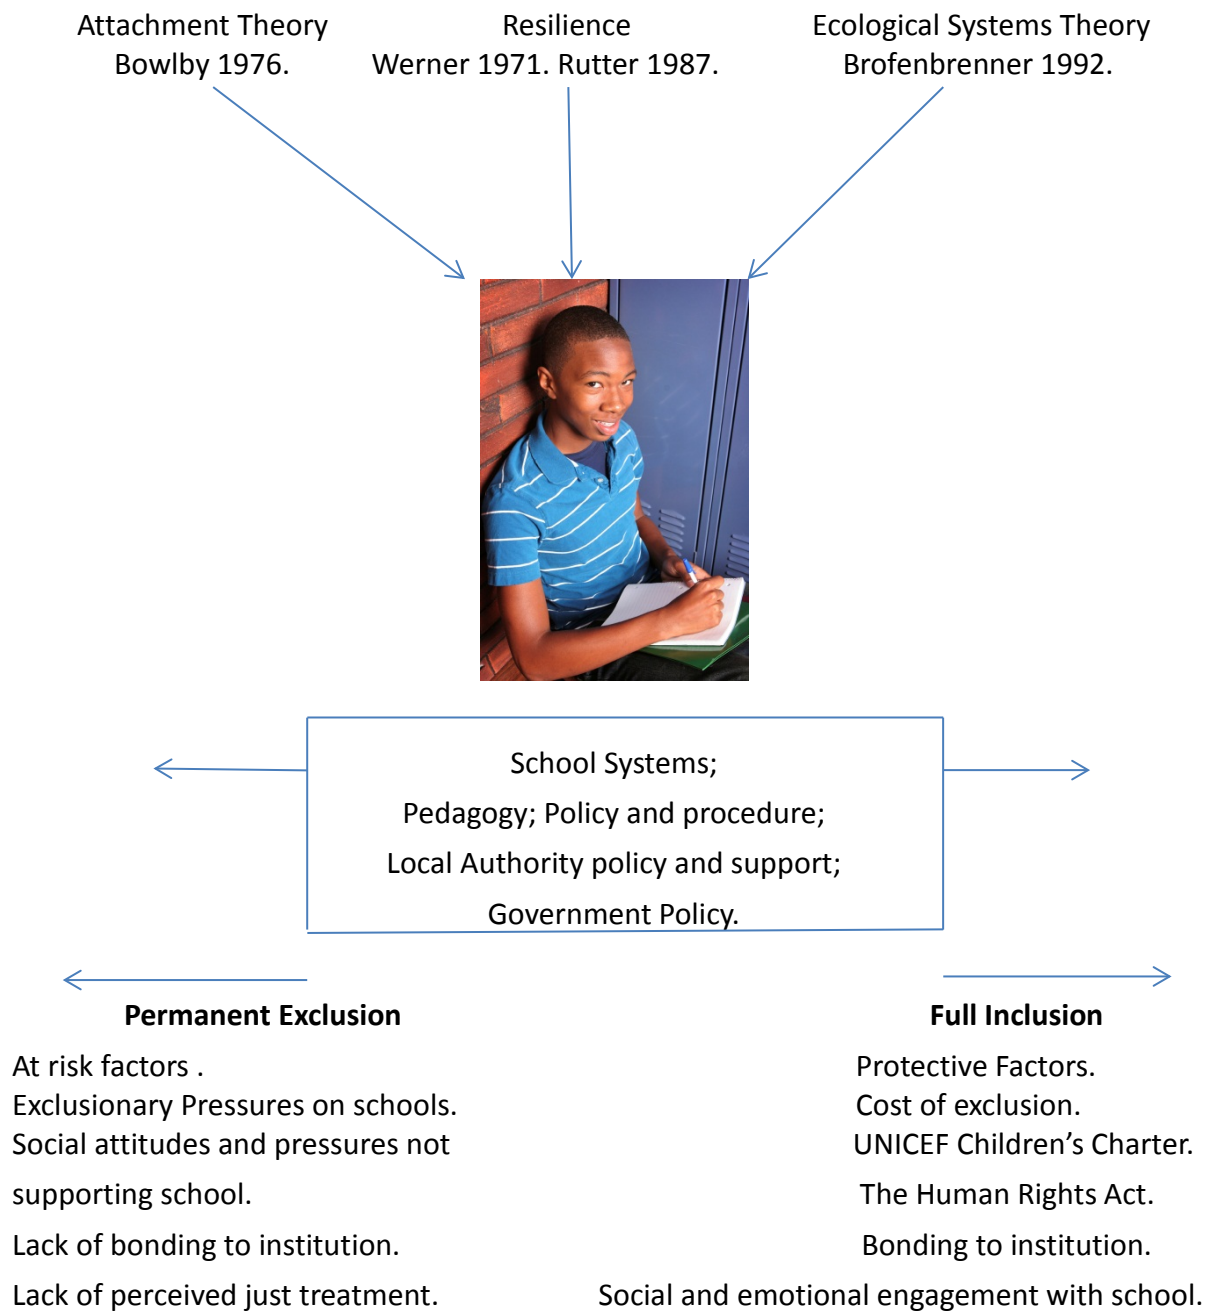 Attachment Theory
Bowlby 1976.
Resilience
Werner 1971. Rutter 1987.
Ecological Systems Theory
Brofenbrenner 1992.
School Systems;
Pedagogy; Policy and procedure;
Local Authority policy and support;
Government Policy.
Permanent Exclusion
At risk factors .
Exclusionary Pressures on schools.
Social attitudes and pressures not
supporting school.
Lack of bonding to institution.
Lack of perceived just treatment.
Full Inclusion
Protective Factors.
Cost of exclusion.
UNICEF Children’s Charter.
The Human Rights Act.
Bonding to institution.
Social and emotional engagement with school.